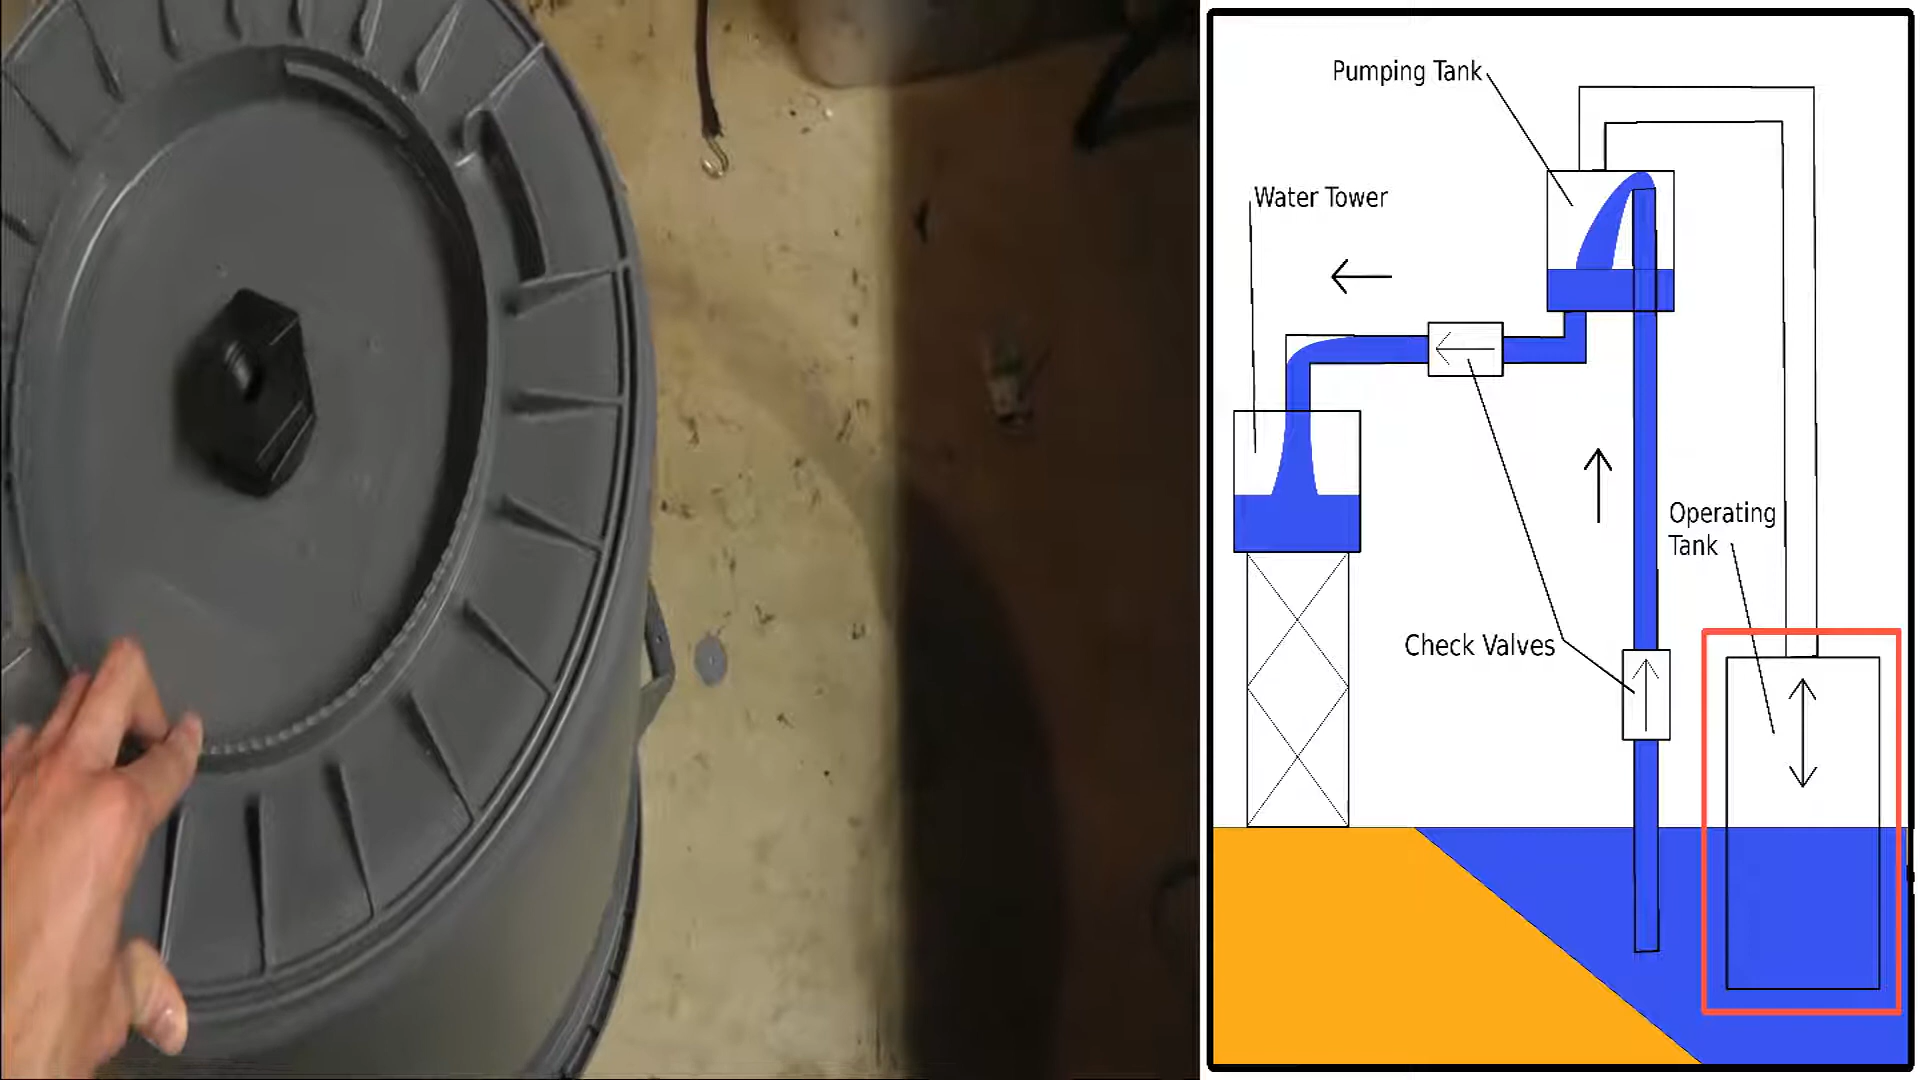 Pumping Tank
Water Tower
Operating
Tank
Check Valves